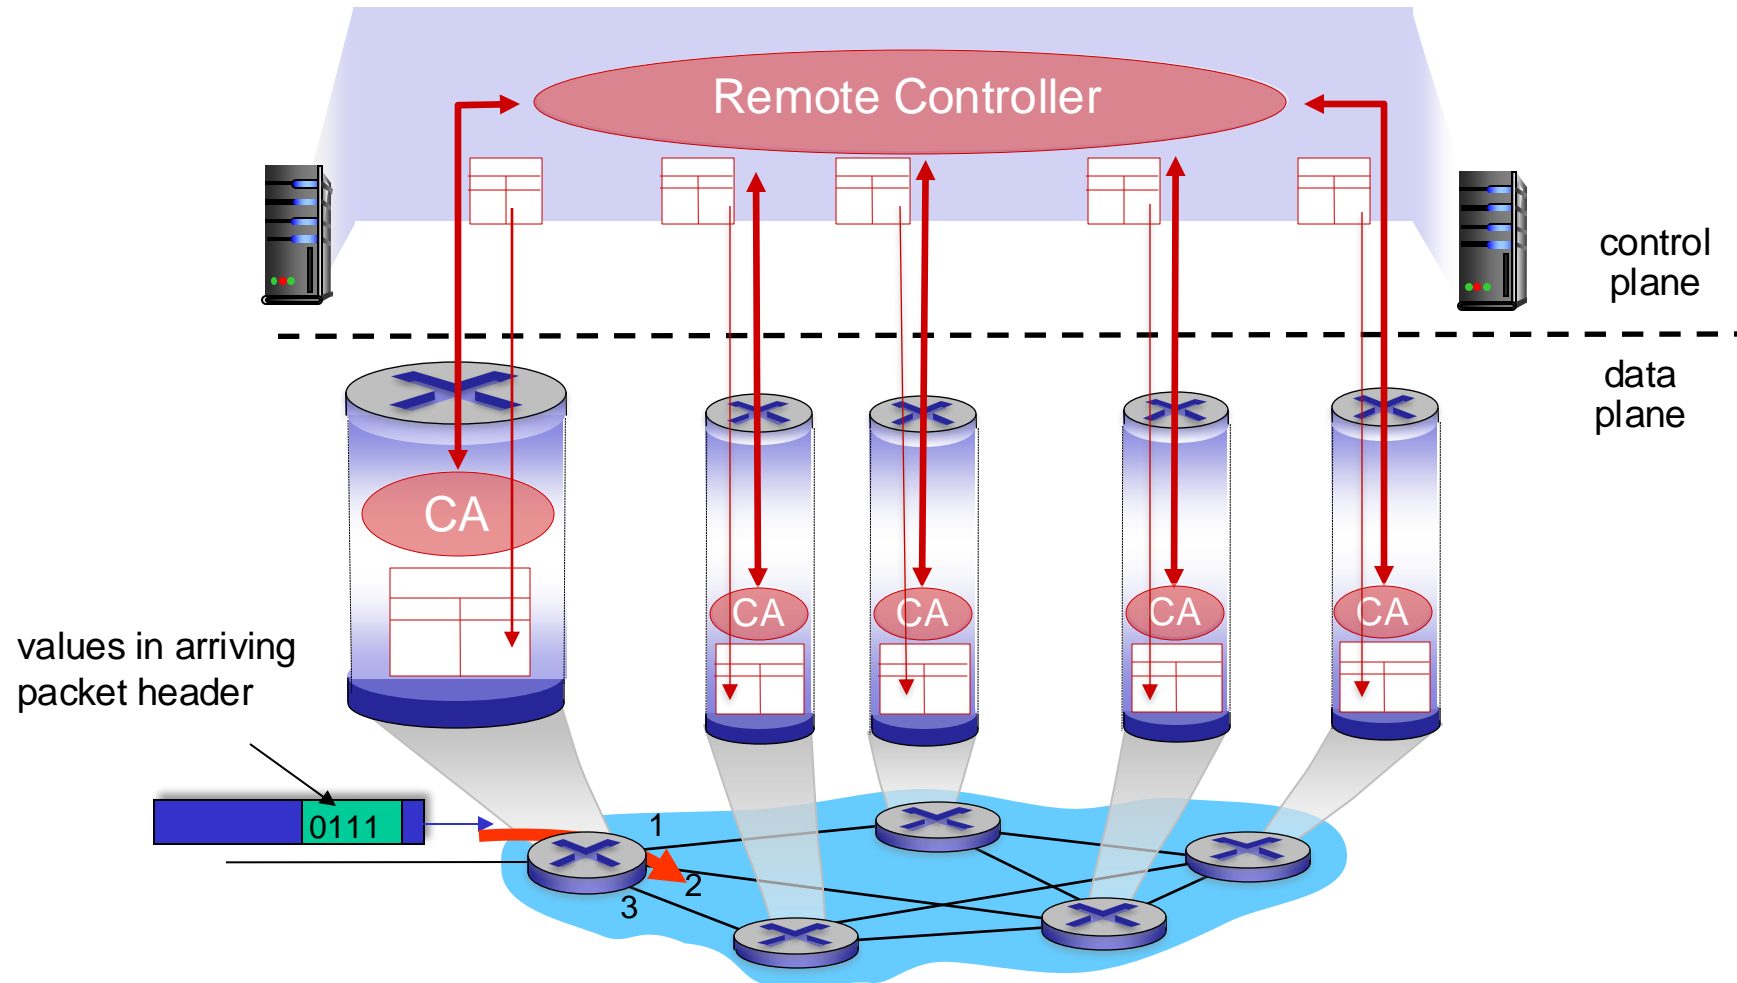 Remote Controller
control
plane
data
plane
CA
CA
CA
CA
CA
values in arriving
packet header
0111
1
2
3